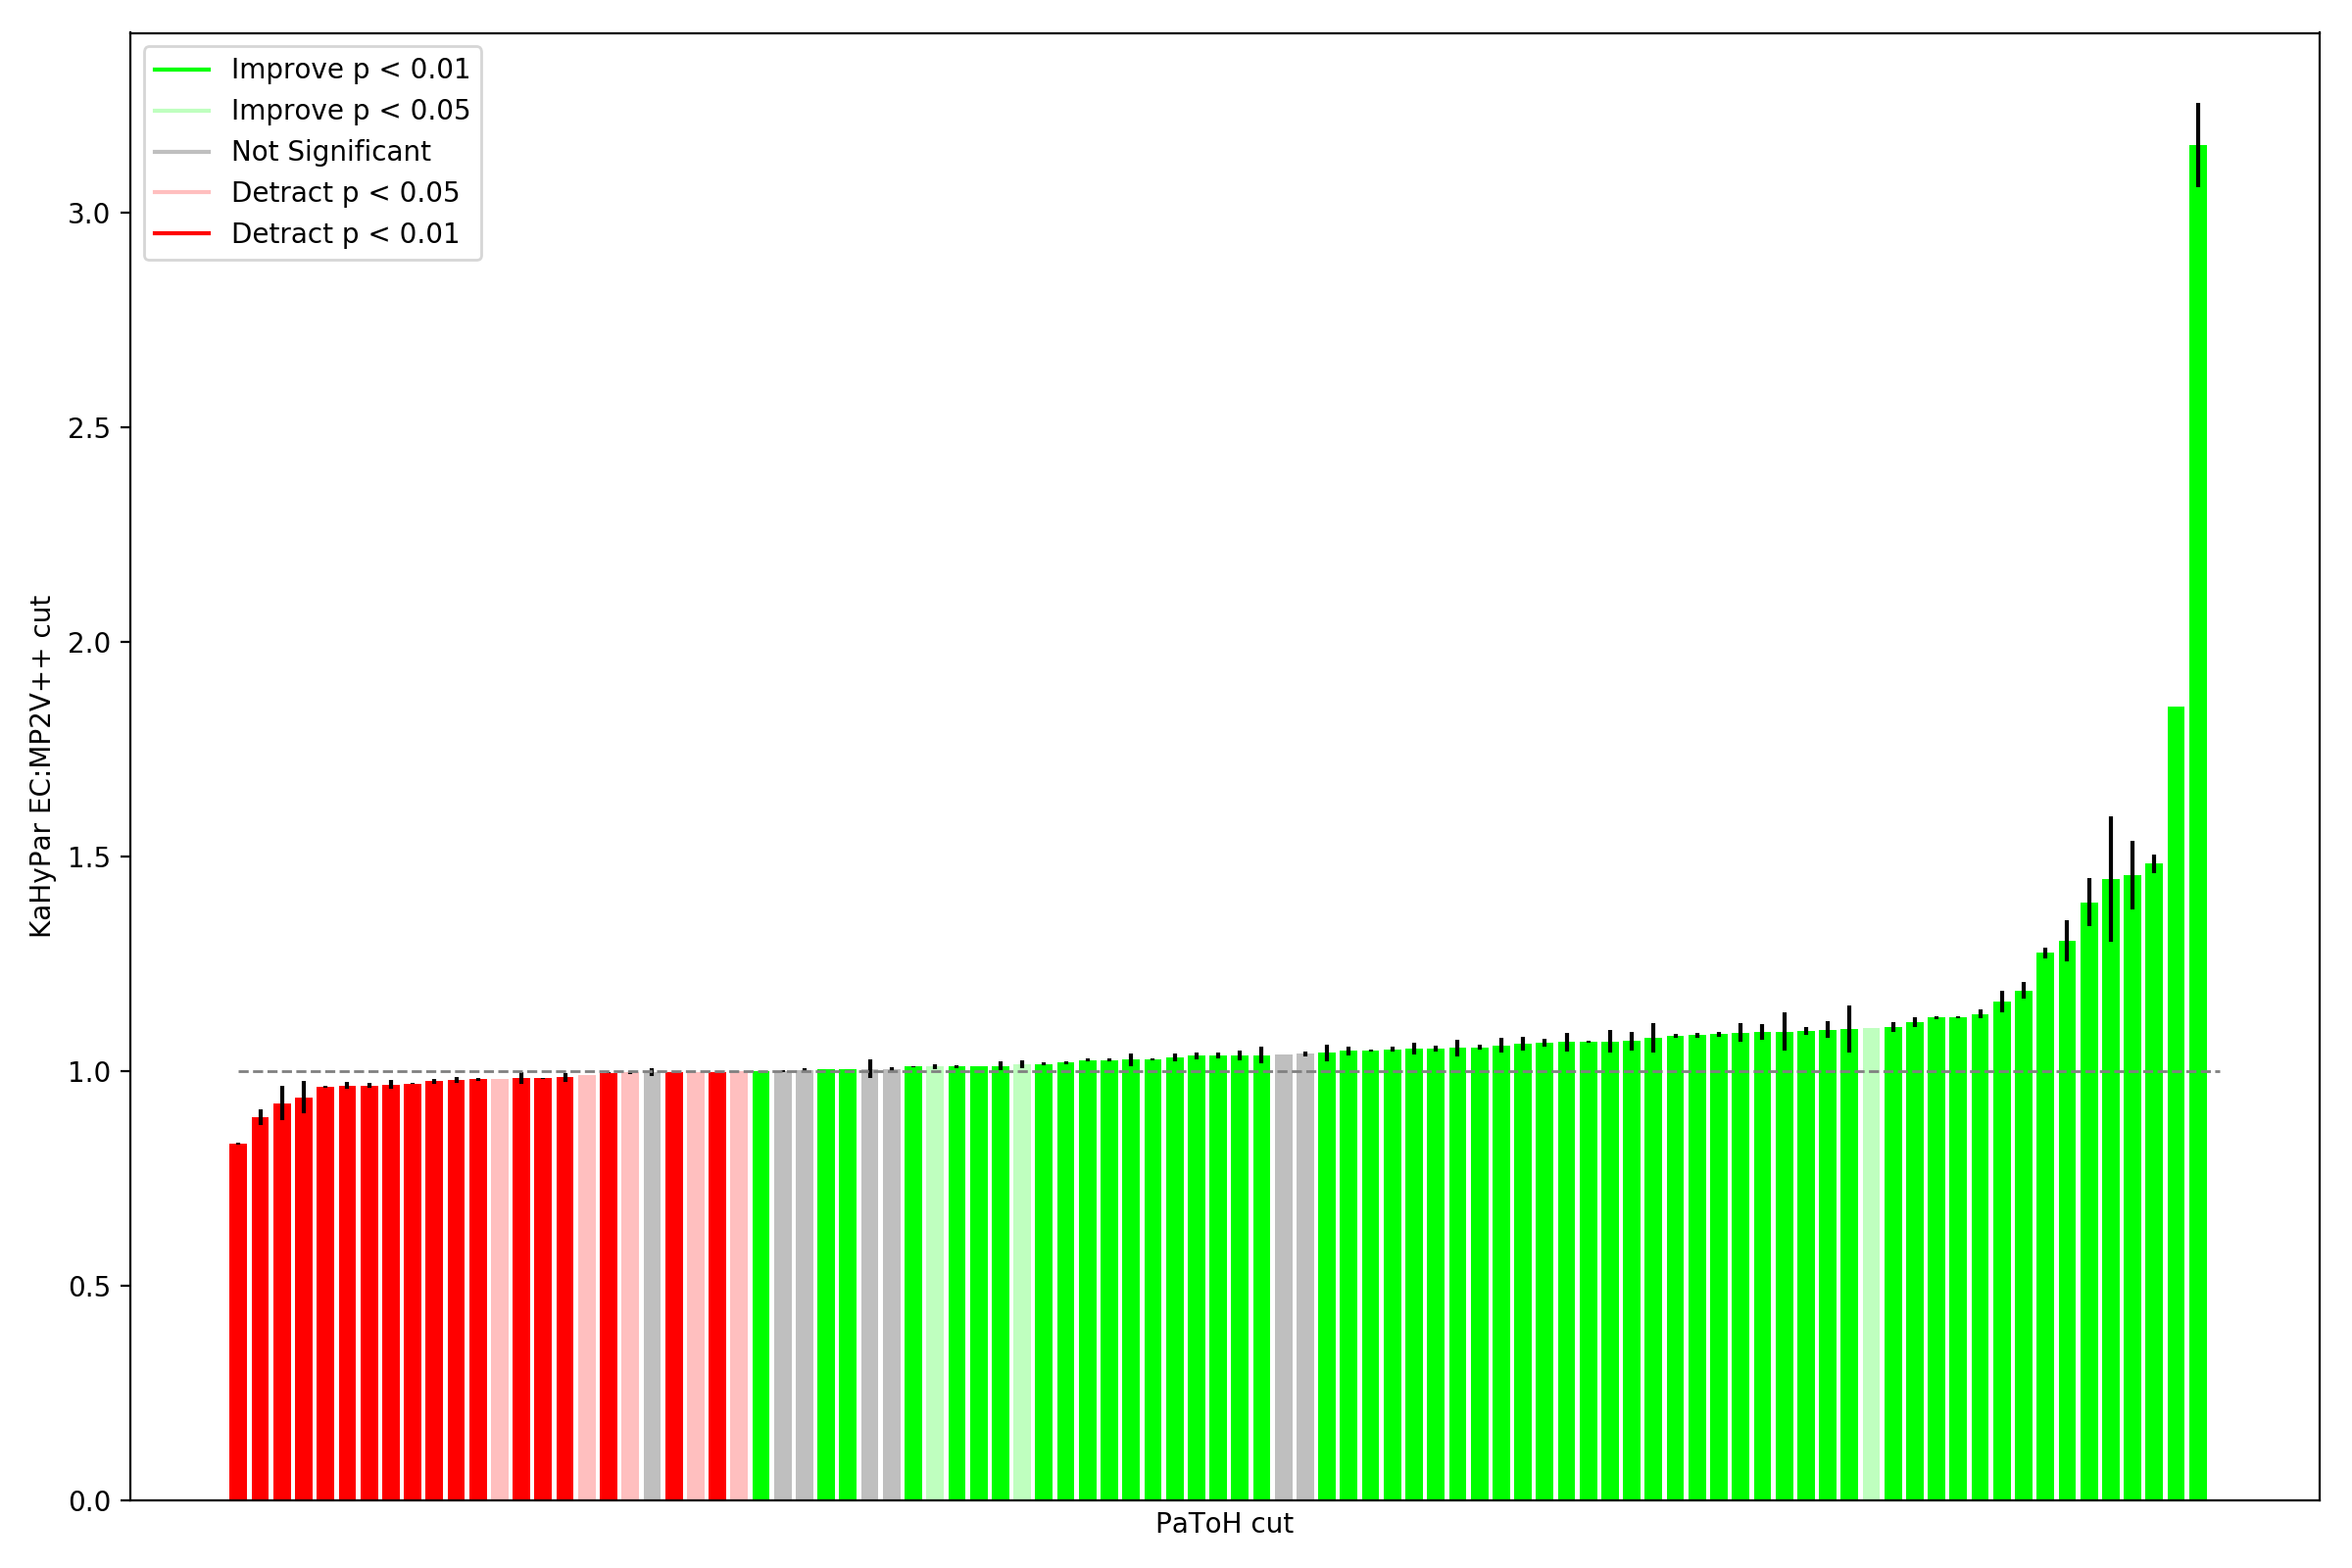 Improve p < 0.01
Improve p < 0.05
Not Significant
Detract p < 0.05
Detract p < 0.01
3.0
2.5
2.0
1.5
1.0
0.5
0.0
KaHyPar EC:MP2V++ cut
PaToH cut